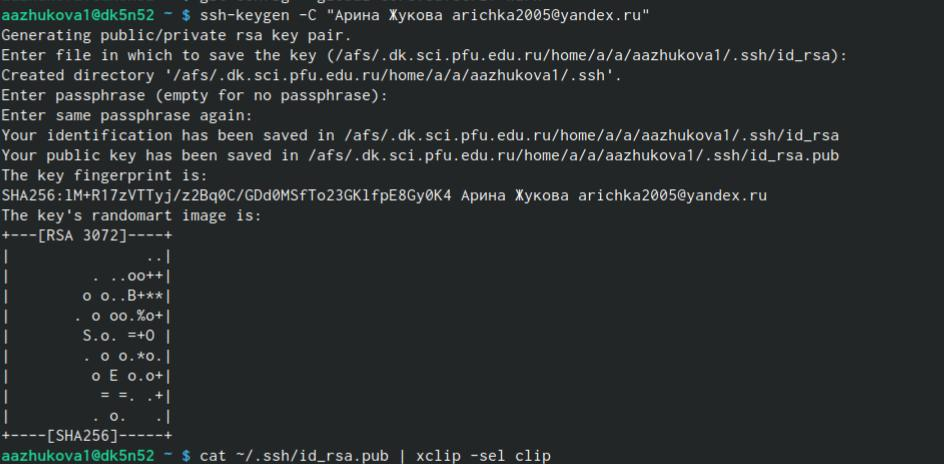 aazhukova1@dk5n52 ~ $ ssh-keygen -C "Арина Жукова arichka2005@yandex.ru"
Generating public/private rsa key pair.
Enter file in which to save the key (/afs/.dk.sci.pfu.edu.ru/home/a/a/aazhukova1/.ssh/id_rsa):
Created directory '/afs/.dk.sci.pfu.edu.ru/home/a/a/aazhukova1/.ssh'.
Enter passphrase (empty for no passphrase):
Enter same passphrase again:
Your identification has been saved in /afs/.dk.sci.pfu.edu.ru/home/a/a/aazhukova1/.ssh/id_rsa
Your public key has been saved in /afs/.dk.sci.pfu.edu.ru/home/a/a/aazhukova1/.ssh/id_rsa.pub
The key fingerprint is:
SHA256:lM+R17zVTTyj/z2Bq0C/GDd0MSfTo23GKlfpE8Gy0K4 Арина Жукова arichka2005@yandex.ru
The key's randomart image is:
+---[RSA 3072]----+
|               ..|
|         . ..oo++|
|        o o..B+**|
|       . o oo.%o+|
|        S.o. =+O |
|        . o o.*o.|
|         o E o.o+|
|          = =. .+|
|         . o.   .|
+----[SHA256]-----+
aazhukova1@dk5n52 ~ $ cat ~/.ssh/id_rsa.pub | xclip -sel clip